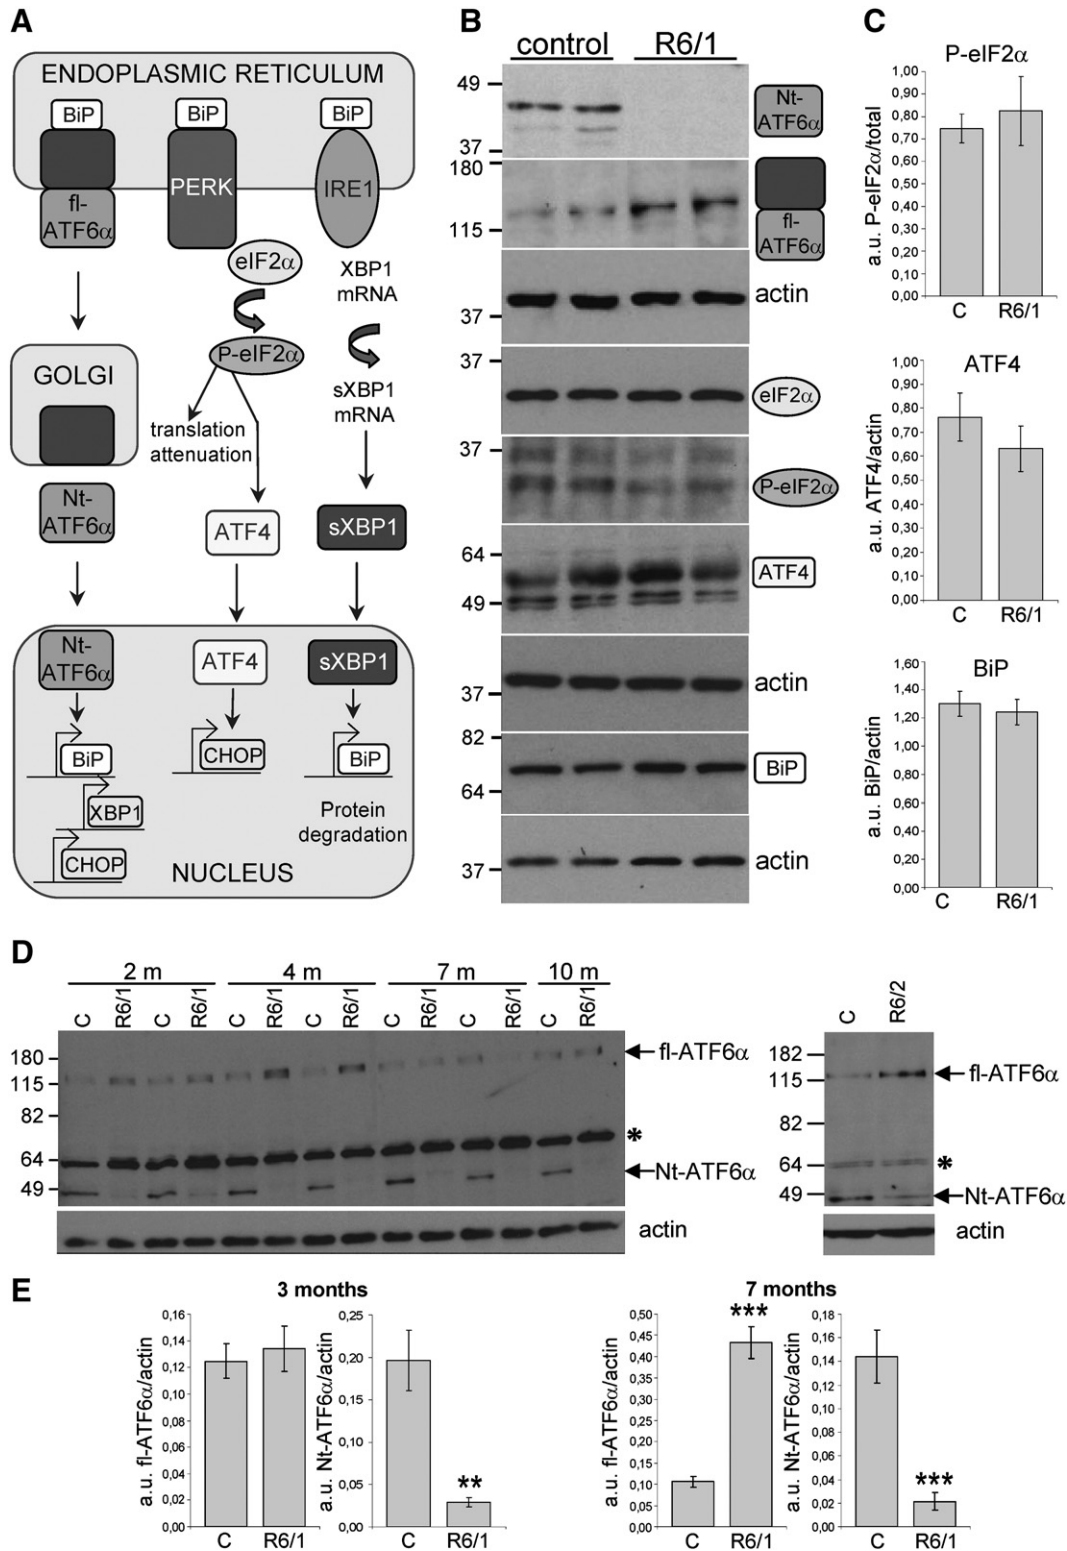 A
ENDOPLASMIC RETICULUM
BiP
BiP
BiP
PERK
IRE1
fl-
ATF6α
eIF2α
XBP1
mRNA
P-eIF2α
GOLGI
sXBP1
mRNA
translation
attenuation
Nt-
ATF6α
ATF4
sXBP1
Nt-
ATF6α
ATF4
sXBP1
BiP
CHOP
BiP
XBP1
Protein
degradation
CHOP
NUCLEUS
B
control R6/1
49
37
Nt-
ATF6α
180
115
fl-
ATF6α
37
actin
37
eIF2α
37
P-eIF2α
64
49
ATF4
37
actin
82
64
BiP
37
actin
C
P-eIF2α
a.u. P-eIF2α/total
1,00
0,90
0,80
0,70
0,60
0,50
0,40
0,30
0,20
0,10
0,00
C R6/1
ATF4
a.u. ATF4/actin
1,00
0,90
0,80
0,70
0,60
0,50
0,40
0,30
0,20
0,10
0,00
C R6/1
BiP
a.u. BiP/actin
1,60
1,40
1,20
1,00
0,80
0,60
0,40
0,20
0,00
C R6/1
D
2 m 4 m 7 m 10 m
C R6/1 C R6/1 C R6/1 C R6/1 C R6/1 C R6/1 C R6/1
180
115
82
64
49
fl-ATF6α
*
Nt-ATF6α
actin
C R6/2
182
115
82
64
49
fl-ATF6α
*
Nt-ATF6α
actin
E
3 months
a.u. fl-ATF6α/actin
0,16
0,14
0,12
0,10
0,08
0,06
0,04
0,02
0,00
C R6/1
a.u. Nt-ATF6α/actin
0,25
0,20
0,15
0,10
0,05
0,00
**
C R6/1
7 months
a.u. fl-ATF6α/actin
0,50
0,45
0,40
0,35
0,30
0,25
0,20
0,15
0,10
0,05
0,00
***
C R6/1
a.u. Nt-ATF6α/actin
0,18
0,16
0,14
0,12
0,10
0,08
0,06
0,04
0,02
0,00
***
C R6/1